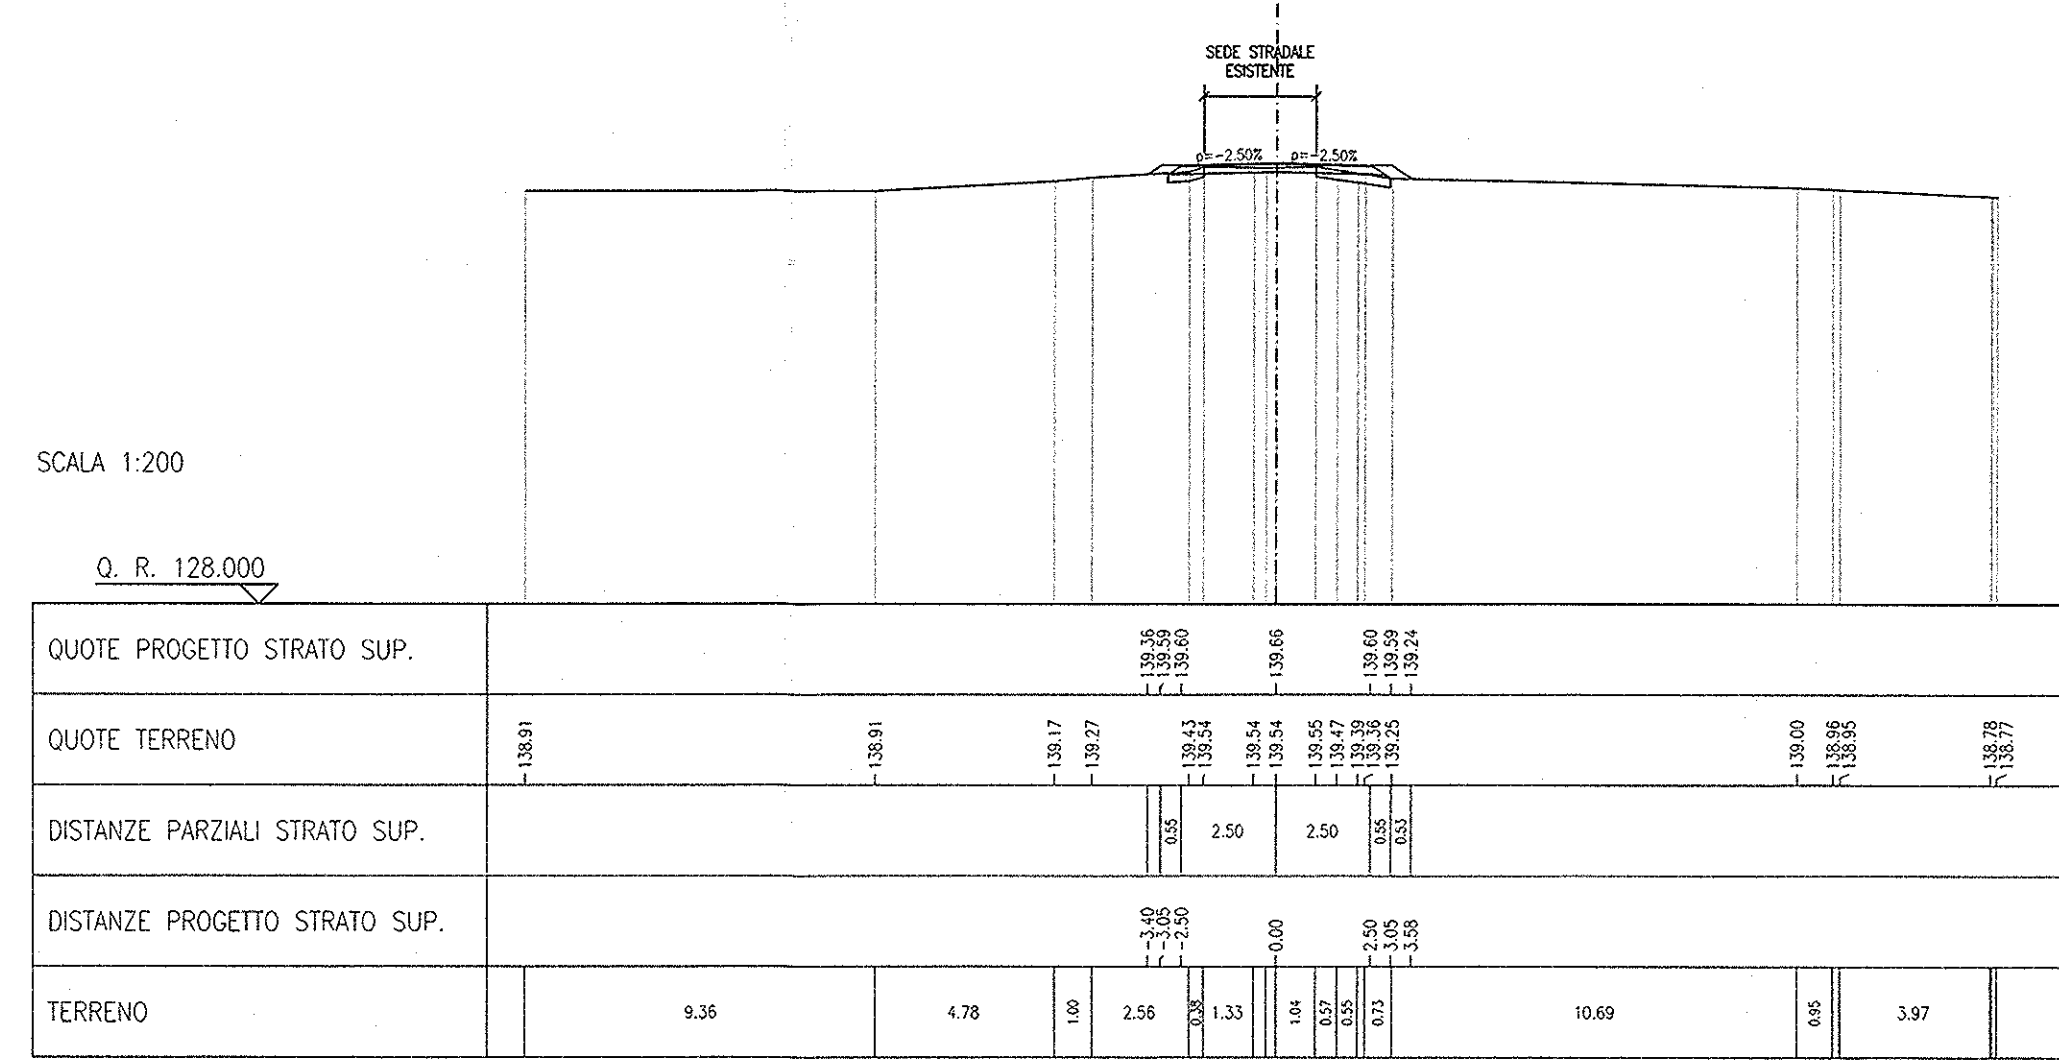 SEDE STRADALE
ESISTENTE
p=-2.50% p=-2.50%
SCALA 1:200
Q. R. 128.000
QUOTE PROGETTO STRATO SUP. 139.36 139.59 139.60 139.66 139.60 139.59 139.24
QUOTE TERRENO 138.91 138.91 139.17 139.27 139.43 139.54 139.54 139.54 139.55 139.47 139.39 139.36 139.25 139.00 138.96 138.95 138.78 138.77
DISTANZE PARZIALI STRATO SUP. 0.55 2.50 2.50 0.55 0.53
DISTANZE PROGETTO STRATO SUP. -3.40 -3.05 -2.50 0.00 2.50 3.05 3.58
TERRENO 9.36 4.78 1.00 2.56 0.38 1.33 1.04 0.57 0.55 0.73 10.69 0.95 3.97